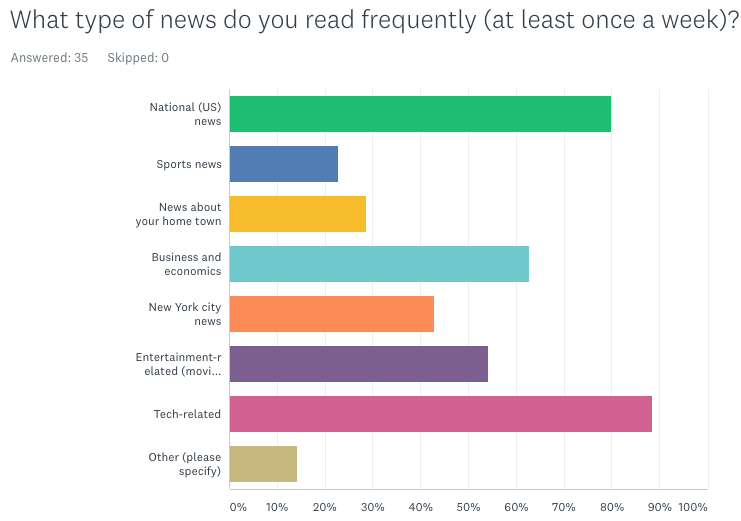 What type of news do you read frequently (at least once a week)?
Answered: 35 Skipped: 0
National (US)
news
Sports news
News about
your home town
Business and
economics
New York city
news
Entertainment-r
elated (movi...
Tech-related
Other (please
specify)
0% 10% 20% 30% 40% 50% 60% 70% 80% 90% 100%